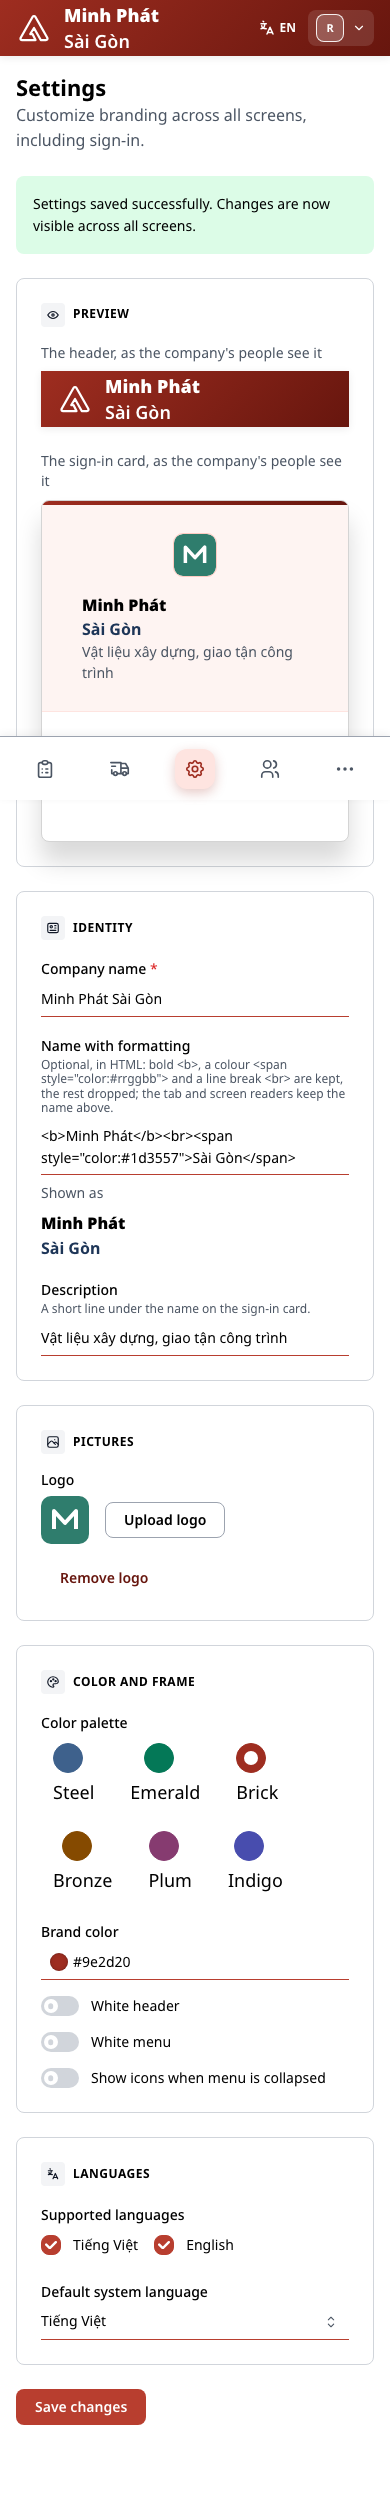 Minh Phát
Sài Gòn
EN
R
Settings
Customize branding across all screens,
including sign-in.
Settings saved successfully. Changes are now
visible across all screens.
PREVIEW
The header, as the company's people see it
Minh Phát
Sài Gòn
The sign-in card, as the company's people see
it
M
Minh Phát
Sài Gòn
Vật liệu xây dựng, giao tận công
trình
IDENTITY
Company name *
Minh Phát Sài Gòn
Name with formatting
Optional, in HTML: bold <b>, a colour <span
style="color:#rrggbb"> and a line break <br> are kept,
the rest dropped; the tab and screen readers keep the
name above.
<b>Minh Phát</b><br><span
style="color:#1d3557">Sài Gòn</span>
Shown as
Minh Phát
Sài Gòn
Description
A short line under the name on the sign-in card.
Vật liệu xây dựng, giao tận công trình
PICTURES
Logo
M
Upload logo
Remove logo
COLOR AND FRAME
Color palette
Steel
Emerald
Brick
Bronze
Plum
Indigo
Brand color
#9e2d20
White header
White menu
Show icons when menu is collapsed
LANGUAGES
Supported languages
Tiếng Việt
English
Default system language
Tiếng Việt
Save changes